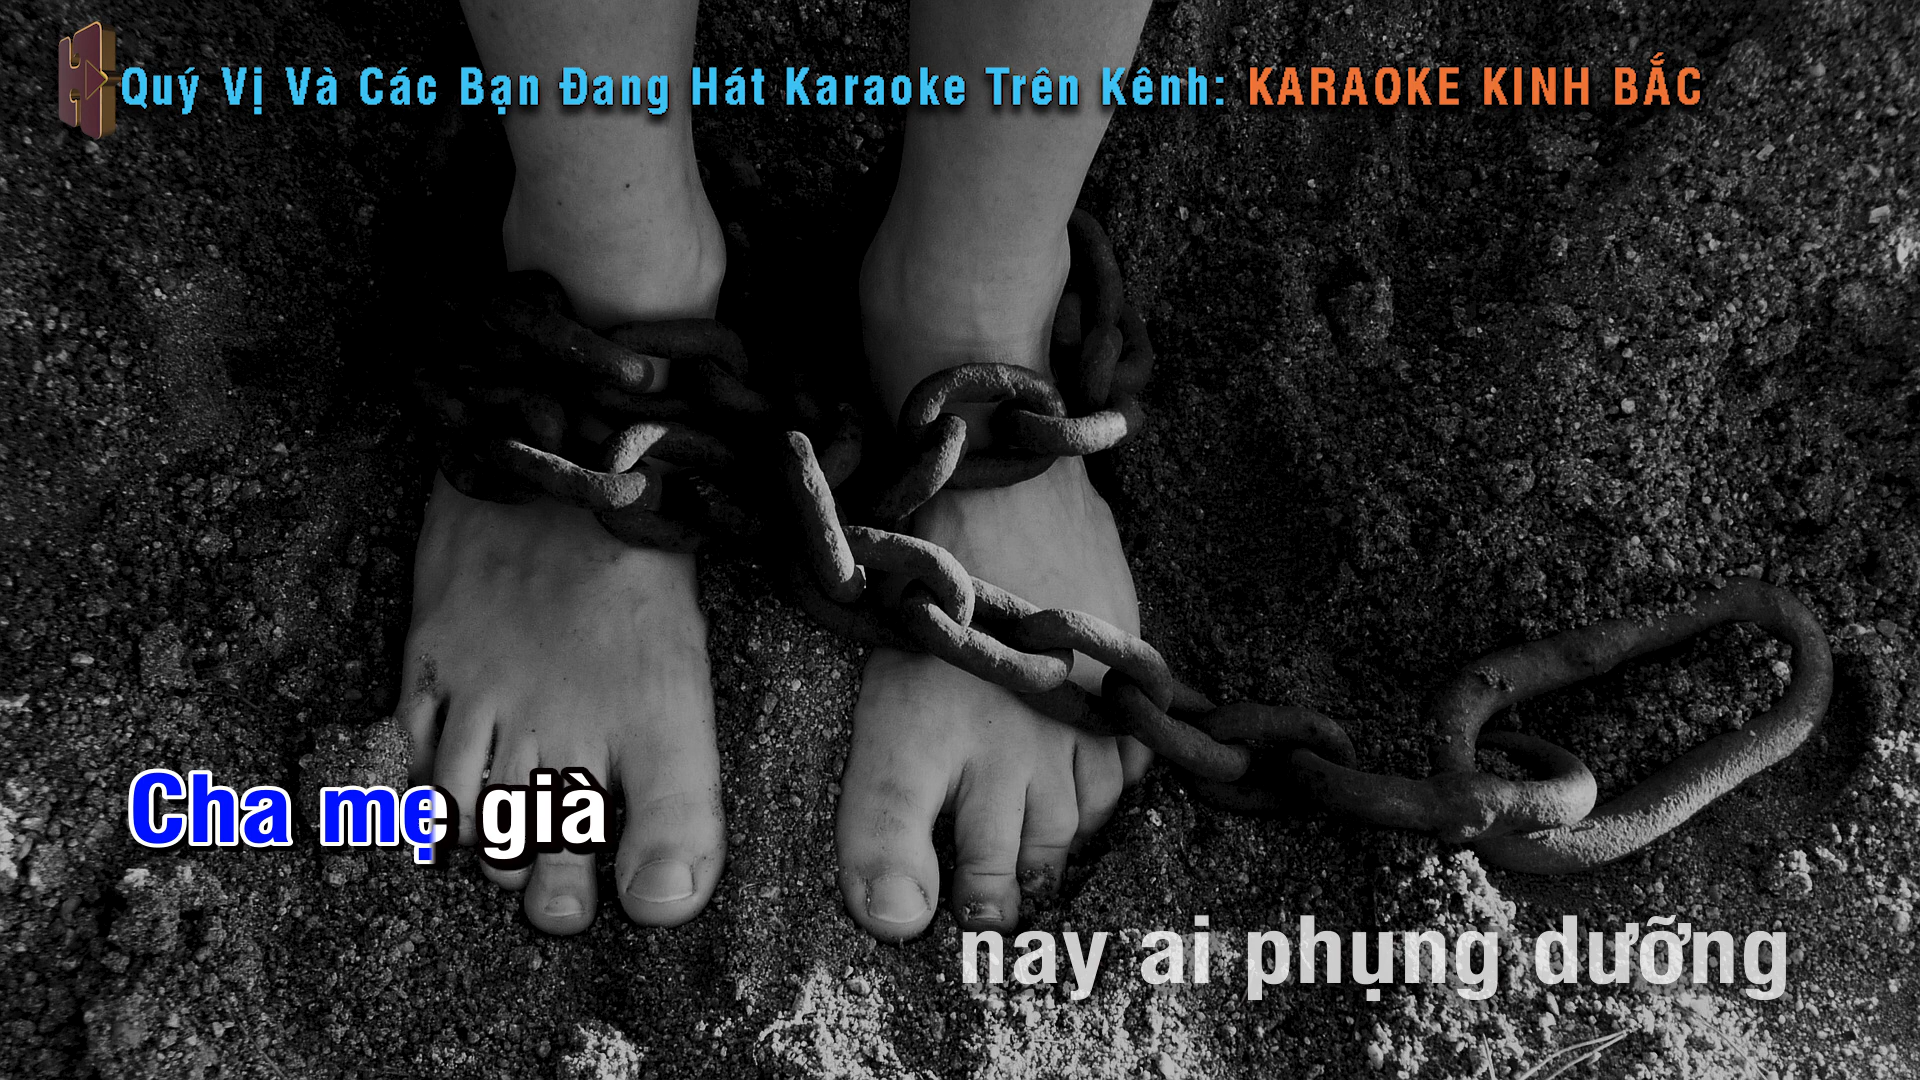 Quý Vị Và Các Bạn Đang Hát Karaoke Trên Kênh: KARAOKE KINH BẮC
Cha mẹ già
nay ai phụng dưỡng